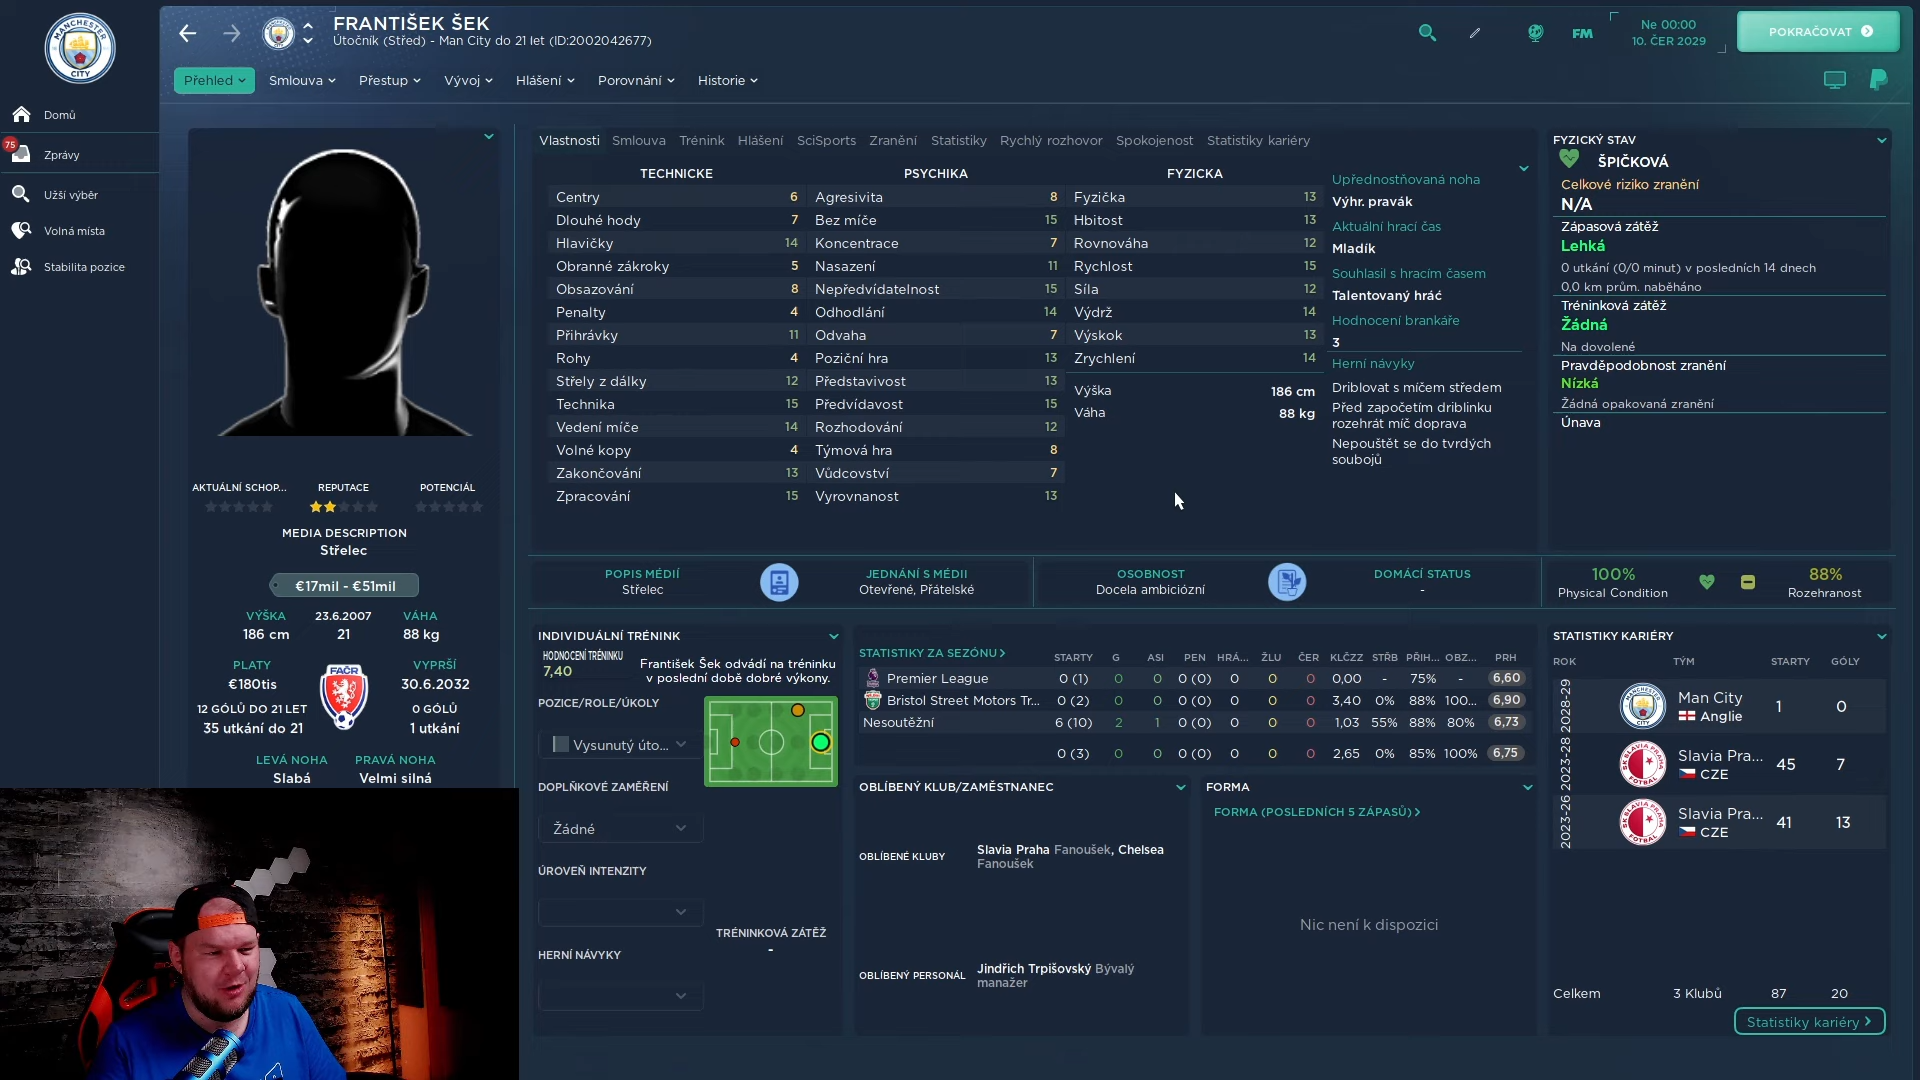 MANCHESTER
CITY
FRANTIŠEK ŠEK
Útočník (Střed) - Man City do 21 let (ID:2002042677)
FM
Ne 00:00
10. ČER 2029
POKRAČOVAT
Přehled
Smlouva
Přestup
Vývoj
Hlášení
Porovnání
Historie
Domů
75
Zprávy
Užší výběr
Volná místa
Stabilita pozice
AKTUÁLNÍ SCHOP...
REPUTACE
POTENCIÁL
MEDIA DESCRIPTION
Střelec
€17mil - €51mil
VÝŠKA 23.6.2007 VÁHA
186 cm 21 88 kg
PLATY VYPRŠÍ
€180tis FAČR 30.6.2032
12 GÓLŮ DO 21 LET 0 GÓLŮ
35 utkání do 21 1 utkání
LEVÁ NOHA PRAVÁ NOHA
Slabá Velmi silná
Vlastnosti Smlouva Trénink Hlášení SciSports Zranění Statistiky Rychlý rozhovor Spokojenost Statistiky kariéry
TECHNICKE
Centry 6
Dlouhé hody 7
Hlavičky 14
Obranné zákroky 5
Obsazování 8
Penalty 4
Přihrávky 11
Rohy 4
Střely z dálky 12
Technika 15
Vedení míče 14
Volné kopy 4
Zakončování 13
Zpracování 15
PSYCHIKA
Agresivita 8
Bez míče 15
Koncentrace 7
Nasazení 11
Nepředvídatelnost 15
Odhodlání 14
Odvaha 7
Poziční hra 13
Představivost 13
Předvídavost 15
Rozhodování 12
Týmová hra 8
Vůdcovství 7
Vyrovnanost 13
FYZICKA
Fyzička 13
Hbitost 13
Rovnováha 12
Rychlost 15
Síla 12
Výdrž 14
Výskok 13
Zrychlení 14
Výška 186 cm
Váha 88 kg
Upřednostňovaná noha
Výhr. pravák
Aktuální hrací čas
Mladík
Souhlasil s hracím časem
Talentovaný hráč
Hodnocení brankáře
3
Herní návyky
Driblovat s míčem středem
Před započetím driblinku
rozehrát míč doprava
Nepouštět se do tvrdých
soubojů
FYZICKÝ STAV
ŠPIČKOVÁ
Celkové riziko zranění
N/A
Zápasová zátěž
Lehká
0 utkání (0/0 minut) v posledních 14 dnech
0,0 km prům. naběháno
Tréninková zátěž
Žádná
Na dovolené
Pravděpodobnost zranění
Nízká
Žádná opakovaná zranění
Únava
POPIS MÉDIÍ
Střelec
JEDNÁNÍ S MÉDII
Otevřené, Přátelské
OSOBNOST
Docela ambiciózní
DOMÁCÍ STATUS
-
100%
Physical Condition
88%
Rozehranost
INDIVIDUÁLNÍ TRÉNINK
HODNOCENÍ TRÉNINKU
7,40
František Šek odvádí na tréninku
v poslední době dobré výkony.
POZICE/ROLE/ÚKOLY
Vysunutý úto...
DOPLŇKOVÉ ZAMĚŘENÍ
Žádné
ÚROVEŇ INTENZITY
TRÉNINKOVÁ ZÁTĚŽ
-
HERNÍ NÁVYKY
STATISTIKY ZA SEZÓNU STARTY G ASI PEN HRÁ... ŽLU ČER KLČZZ STŘB PŘIH... OBZ... PRH
Premier League 0 (1) 0 0 0 (0) 0 0 0 0,00 - 75% - 6,60
Bristol Street Motors Tr... 0 (2) 0 0 0 (0) 0 0 0 3,40 0% 88% 100... 6,90
Nesoutěžní 6 (10) 2 1 0 (0) 0 0 0 1,03 55% 88% 80% 6,73
0 (3) 0 0 0 (0) 0 0 0 2,65 0% 85% 100% 6,75
OBLÍBENÝ KLUB/ZAMĚSTNANEC
OBLÍBENÉ KLUBY
Slavia Praha Fanoušek, Chelsea
Fanoušek
OBLÍBENÝ PERSONÁL
Jindřich Trpišovský Bývalý
manažer
FORMA
FORMA (POSLEDNÍCH 5 ZÁPASŮ)
Nic není k dispozici
STATISTIKY KARIÉRY
ROK TÝM STARTY GÓLY
2028-29 Man City 1 0
Anglie
2023-28 Slavia Pra... 45 7
CZE
2023-26 Slavia Pra... 41 13
CZE
Celkem 3 Klubů 87 20
Statistiky kariéry